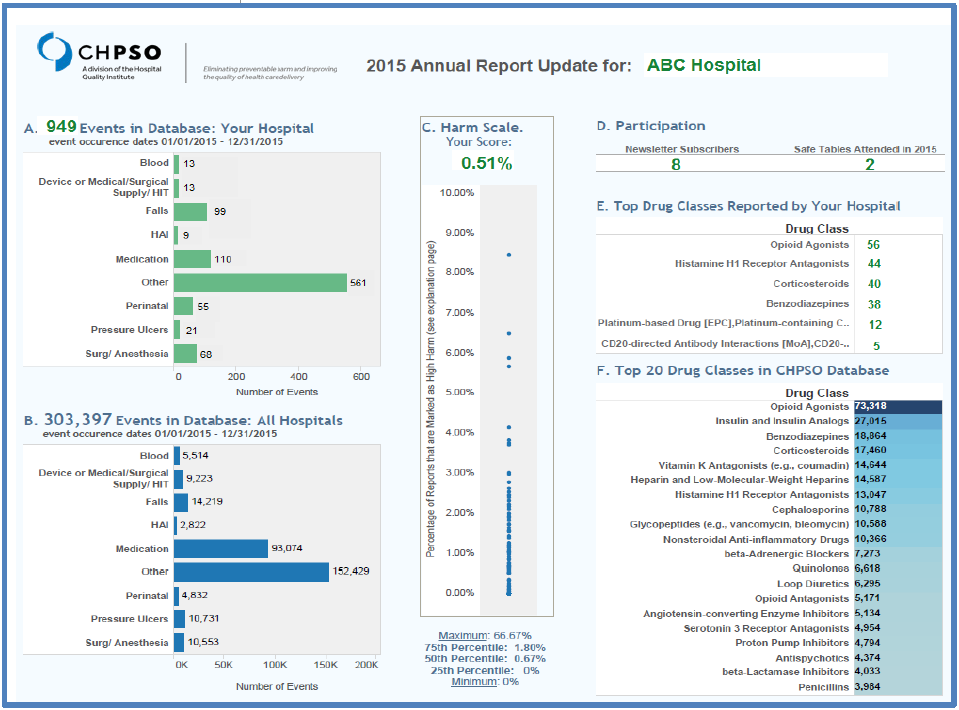 CHPSO
A division of the Hospital
Quality Institute
Eliminating preventable harm and improving
the quality of health care delivery
2015 Annual Report Update for: ABC Hospital
A. 949 Events in Database: Your Hospital
event occurence dates 01/01/2015 - 12/31/2015
Blood 13
Device or Medical/Surgical
Supply/ HIT 13
Falls 99
HAI 9
Medication 110
Other 561
Perinatal 55
Pressure Ulcers 21
Surg/ Anesthesia 68
0 200 400 600
Number of Events
B. 303,397 Events in Database: All Hospitals
event occurence dates 01/01/2015 - 12/31/2015
Blood 5,514
Device or Medical/Surgical
Supply/ HIT 9,223
Falls 14,219
HAI 2,822
Medication 93,074
Other 152,429
Perinatal 4,832
Pressure Ulcers 10,731
Surg/ Anesthesia 10,553
0K 50K 100K 150K 200K
Number of Events
C. Harm Scale.
Your Score:
0.51%
Percentage of Reports that are Marked as High Harm (see explanation page)
10.00%
9.00%
8.00%
7.00%
6.00%
5.00%
4.00%
3.00%
2.00%
1.00%
0.00%
Maximum: 66.67%
75th Percentile: 1.80%
50th Percentile: 0.67%
25th Percentile: 0%
Minimum: 0%
D. Participation
Newsletter Subscribers Safe Tables Attended in 2015
8 2
E. Top Drug Classes Reported by Your Hospital
Drug Class
Opioid Agonists 56
Histamine H1 Receptor Antagonists 44
Corticosteroids 40
Benzodiazepines 38
Platinum-based Drug [EPC],Platinum-containing C.. 12
CD20-directed Antibody Interactions [MoA],CD20-.. 5
F. Top 20 Drug Classes in CHPSO Database
Drug Class
Opioid Agonists 73,318
Insulin and Insulin Analogs 27,015
Benzodiazepines 18,864
Corticosteroids 17,460
Vitamin K Antagonists (e.g., coumadin) 14,644
Heparin and Low-Molecular-Weight Heparins 14,587
Histamine H1 Receptor Antagonists 13,047
Cephalosporins 10,788
Glycopeptides (e.g., vancomycin, bleomycin) 10,588
Nonsteroidal Anti-inflammatory Drugs 10,366
beta-Adrenergic Blockers 7,273
Quinolones 6,618
Loop Diuretics 6,295
Opioid Antagonists 5,171
Angiotensin-converting Enzyme Inhibitors 5,134
Serotonin 3 Receptor Antagonists 4,954
Proton Pump Inhibitors 4,794
Antispychotics 4,374
beta-Lactamase Inhibitors 4,033
Penicillins 3,984